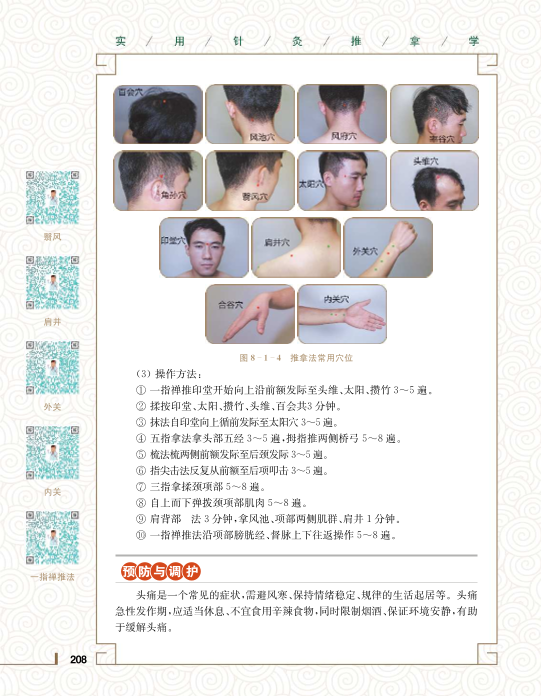 实 / 用 / 针 / 灸 / 推 / 拿 / 学
百会穴
风池穴
风府穴
率谷穴
角孙穴
翳风穴
太阳穴
头维穴
印堂穴
肩井穴
外关穴
合谷穴
内关穴
翳风
肩井
外关
内关
一指禅推法
图 8-1-4 推拿法常用穴位
(3) 操作方法:
① 一指禅推印堂开始向上沿前额发际至头维、太阳、攒竹 3～5 遍。
② 揉按印堂、太阳、攒竹、头维、百会共3 分钟。
③ 抹法自印堂向上循前发际至太阳穴 3～5 遍。
④ 五指拿法拿头部五经 3～5 遍,拇指推两侧桥弓 5～8 遍。
⑤ 梳法梳两侧前额发际至后颈发际 3～5 遍。
⑥ 指尖击法反复从前额至后项叩击 3～5 遍。
⑦ 三指拿揉颈项部 5～8 遍。
⑧ 自上而下弹拨颈项部肌肉 5～8 遍。
⑨ 肩背部 法 3 分钟,拿风池、项部两侧肌群、肩井 1 分钟。
⑩ 一指禅推法沿项部膀胱经、督脉上下往返操作 5～8 遍。
预防与调护
头痛是一个常见的症状,需避风寒、保持情绪稳定、规律的生活起居等。头痛
急性发作期,应适当休息、不宜食用辛辣食物,同时限制烟酒、保证环境安静,有助
于缓解头痛。
208